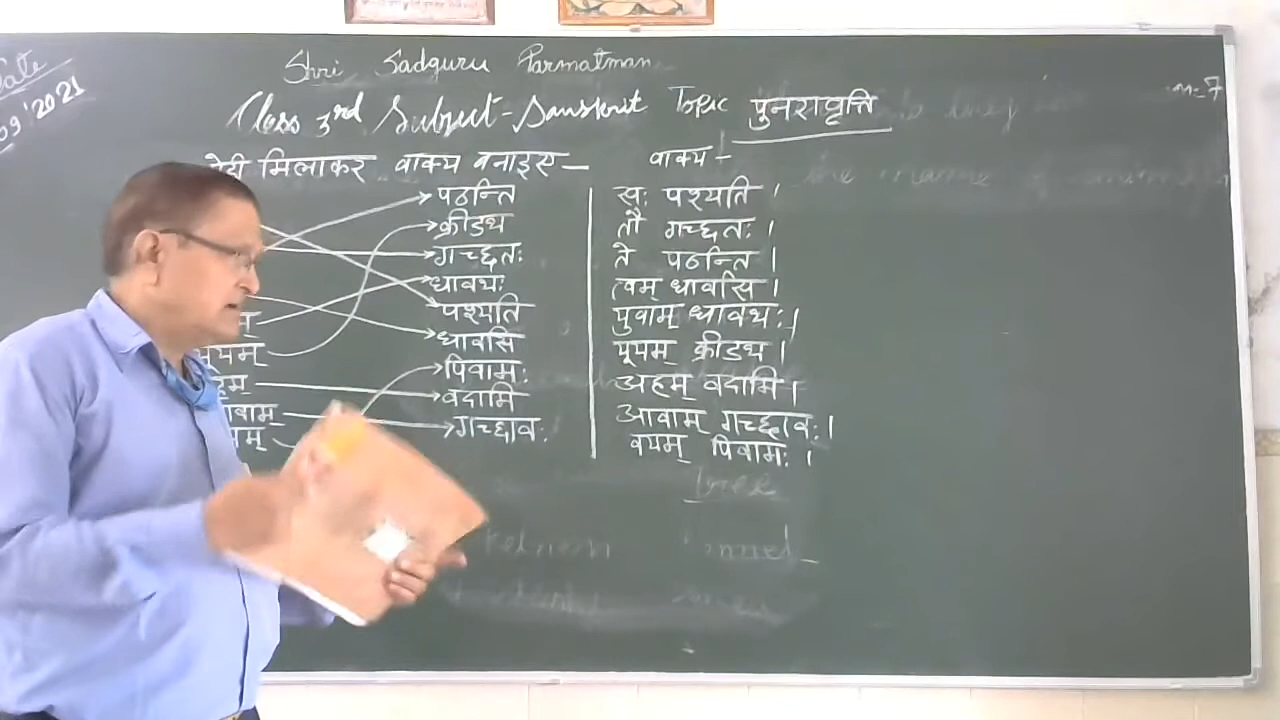 Shri Sadguru Parmatman
Date
09 '2021
Class 3rd Subject - Sanskrit Topic पुनरावृत्ति
मिलाकर वाक्य बनाइए –
पठन्ति
क्रीडथ
गच्छतः
धावथः
पश्यति
यूयम्
धावसि
पिवामः
वदामि
गच्छावः
वाक्य –
सः पश्यति ।
तौ गच्छतः ।
ते पठन्ति ।
त्वम् धावसि ।
युवाम् धावथः ।
यूयम् क्रीडथ ।
अहम् वदामि ।
आवाम् गच्छावः ।
वयम् पिवामः ।